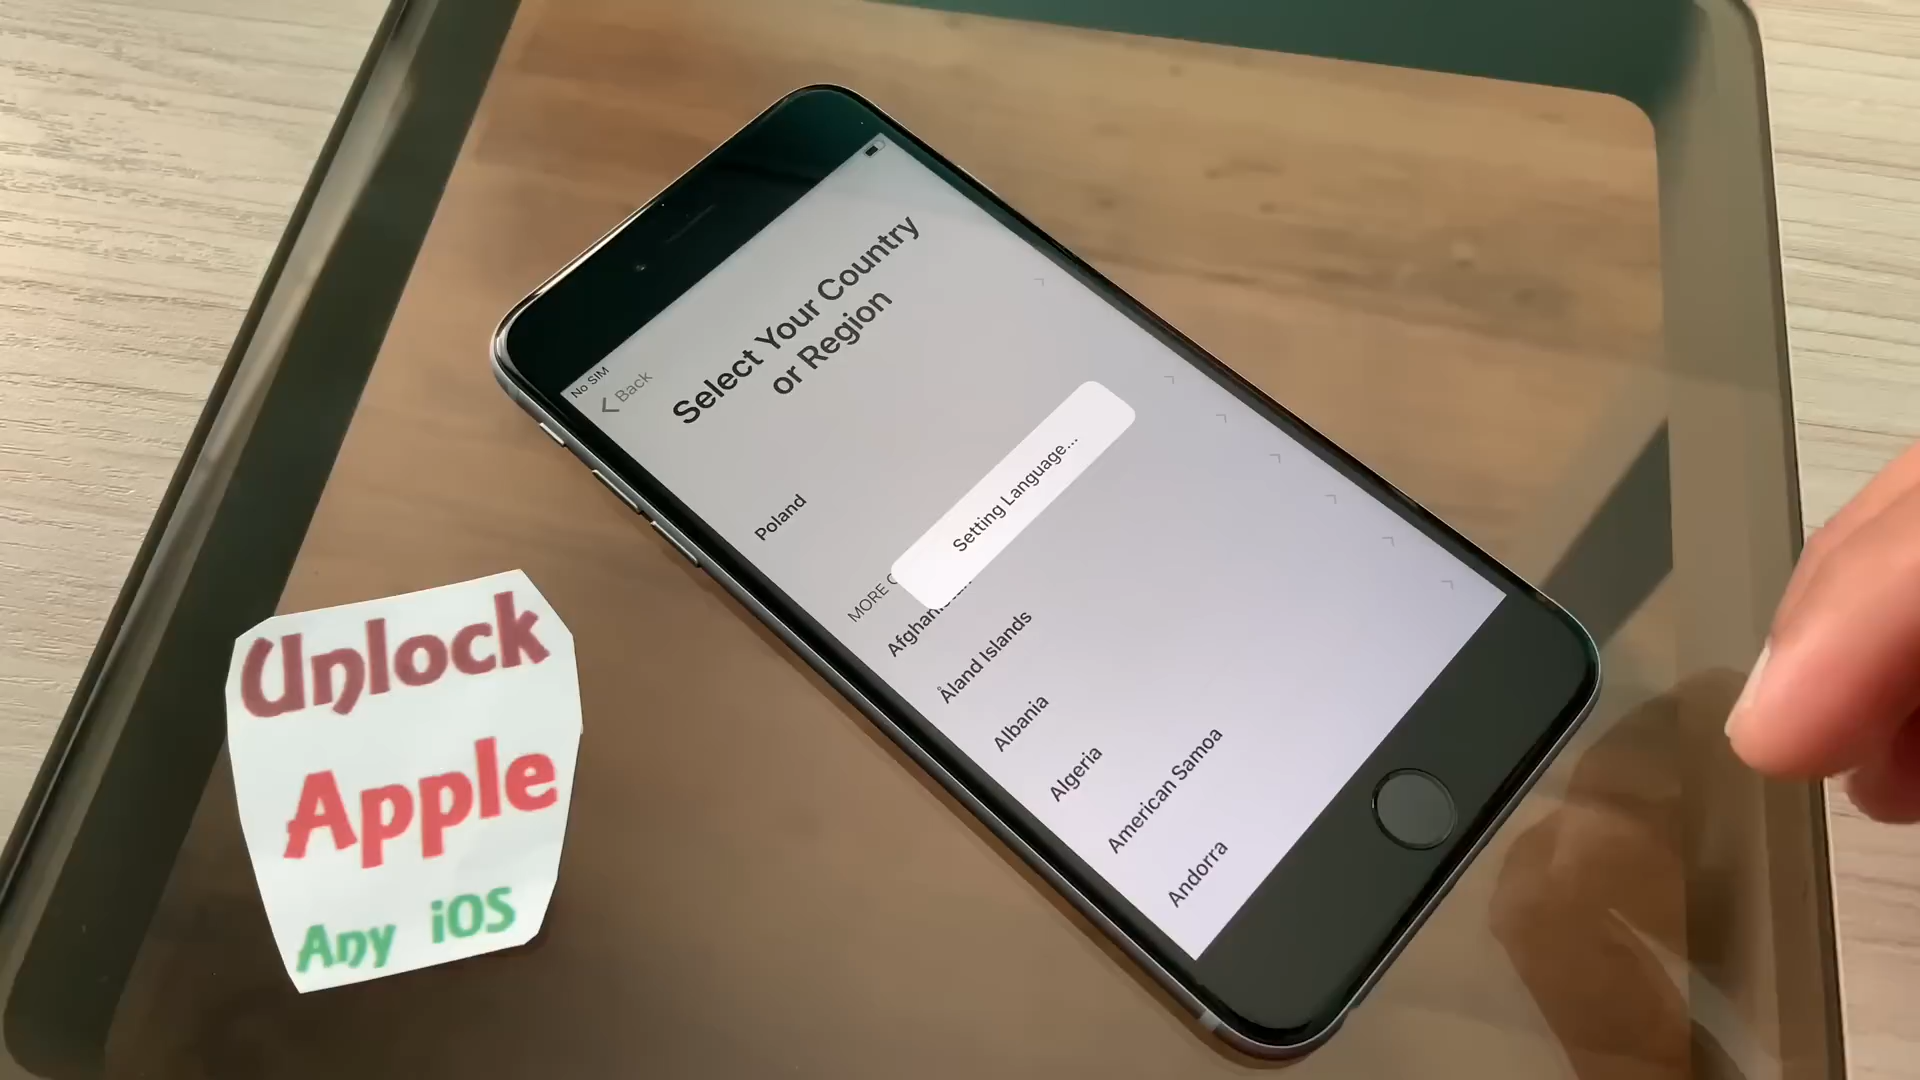 No SIM
Back
Select Your Country
or Region
Poland
MORE
Setting Language...
Åland Islands
Albania
Algeria
American Samoa
Andorra
Unlock
Apple
Any iOS